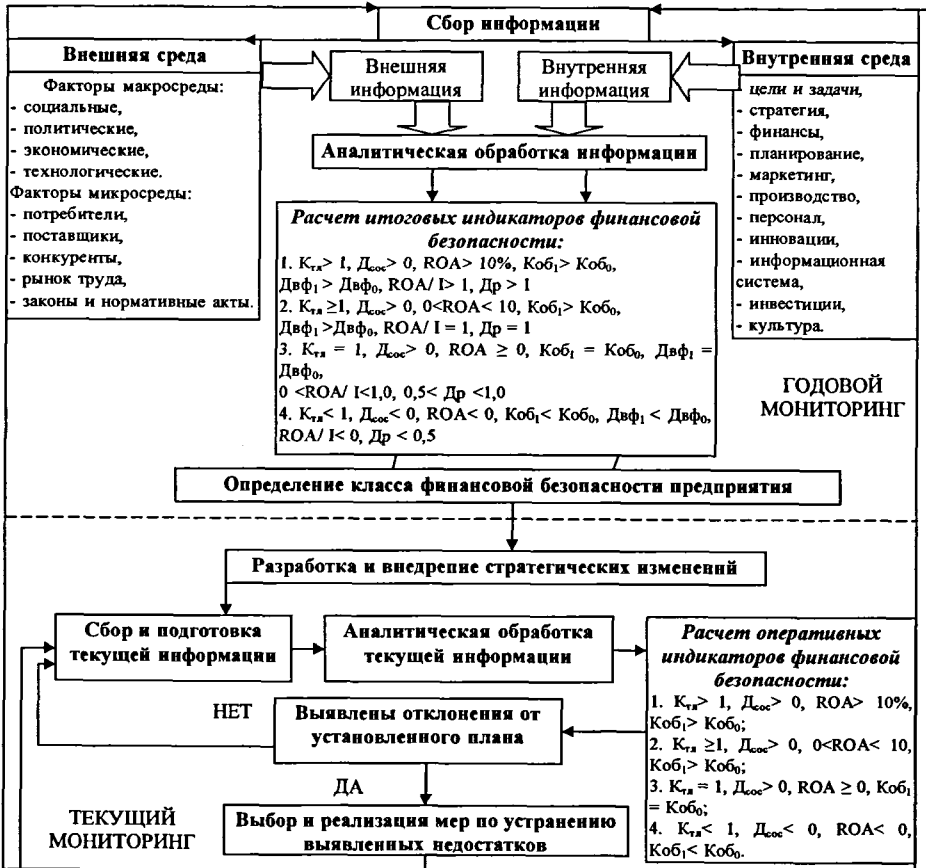 Сбор информации
Внешняя среда
Факторы макросреды:
- социальные,
- политические,
- экономические,
- технологические.
Факторы микросреды:
- потребители,
- поставщики,
- конкуренты,
- рынок труда,
- законы и нормативные акты.
Внешняя
информация
Внутренняя
информация
Внутренняя среда
- цели и задачи,
- стратегия,
- финансы,
- планирование,
- маркетинг,
- производство,
- персонал,
- инновации,
- информационная
система,
- инвестиции,
- культура.
Аналитическая обработка информации
Расчет итоговых индикаторов финансовой
безопасности:
1. Kтл> 1, Дсос> 0, ROA> 10%, Коб1> Коб0,
Двф1 > Двф0, ROA/ I> 1, Др > 1
2. Kтл ≥1, Дсос> 0, 0<ROA< 10, Коб1> Коб0,
Двф1 >Двф0, ROA/ I = 1, Др = 1
3. Kтл = 1, Дсос> 0, ROA ≥ 0, Коб1 = Коб0, Двф1 =
Двф0,
0 <ROA/ I<1,0, 0,5< Др <1,0
4. Kтл< 1, Дсос< 0, ROA< 0, Коб1< Коб0, Двф1 < Двф0,
ROA/ I< 0, Др < 0,5
ГОДОВОЙ
МОНИТОРИНГ
Определение класса финансовой безопасности предприятия
Разработка и внедрение стратегических изменений
Сбор и подготовка
текущей информации
Аналитическая обработка
текущей информации
Расчет оперативных
индикаторов финансовой
безопасности:
1. Kтл> 1, Дсос> 0, ROA> 10%,
Коб1> Коб0;
2. Kтл ≥1, Дсос> 0, 0<ROA< 10,
Коб1> Коб0;
3. Kтл = 1, Дсос> 0, ROA ≥ 0, Коб1
= Коб0;
4. Kтл< 1, Дсос< 0, ROA< 0,
Коб1< Коб0.
НЕТ
Выявлены отклонения от
установленного плана
ДА
ТЕКУЩИЙ
МОНИТОРИНГ
Выбор и реализация мер по устранению
выявленных недостатков